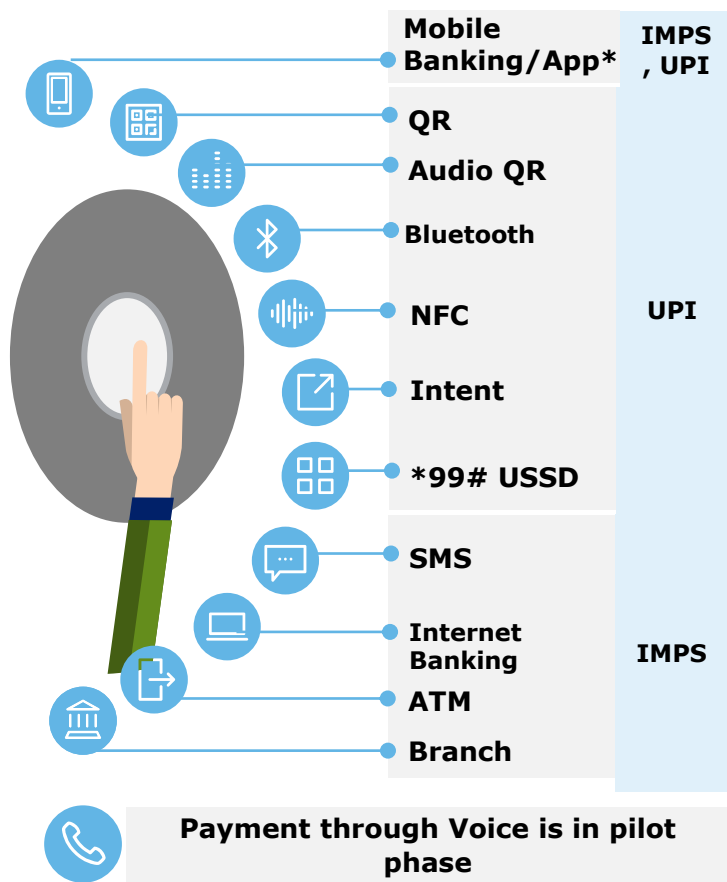 Mobile
Banking/App*
IMPS
, UPI
QR
Audio QR
Bluetooth
NFC
Intent
*99# USSD
UPI
SMS
Internet
Banking
ATM
Branch
IMPS
Payment through Voice is in pilot
phase